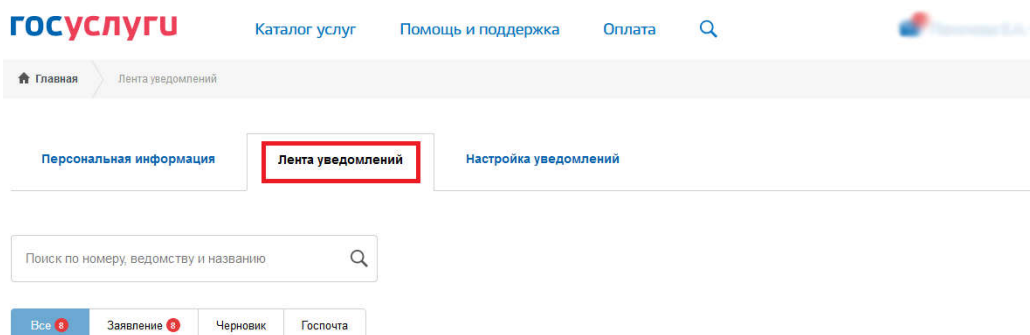 госуслуги Каталог услуг Помощь и поддержка Оплата
Главная Лента уведомлений
Персональная информация Лента уведомлений Настройка уведомлений
Поиск по номеру, ведомству и названию
Все 8 Заявление 8 Черновик Госпочта